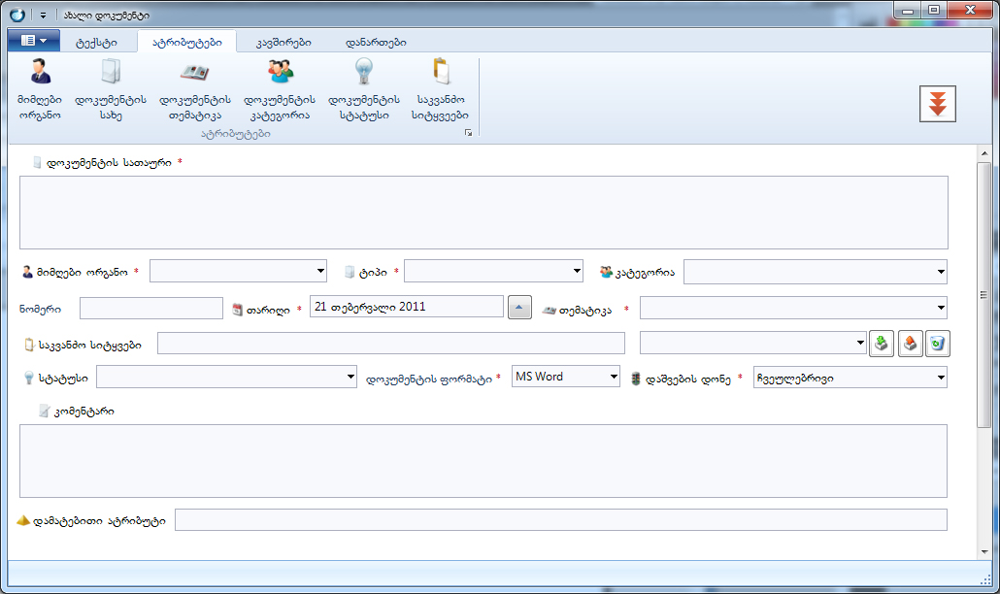 ახალი დოკუმენტი
ტექსტი ატრიბუტები კავშირები დანართები
მიმღები ორგანო
დოკუმენტის სახე
დოკუმენტის თემატიკა
დოკუმენტის კატეგორია
დოკუმენტის სტატუსი
საკვანძო სიტყვეები
ატრიბუტები
დოკუმენტის სათაური *
მიმღები ორგანო * ტიპი * კატეგორია
ნომერი თარიღი * 21 თებერვალი 2011 თემატიკა *
საკვანძო სიტყვები
სტატუსი დოკუმენტის ფორმატი * MS Word დაშვების დონე * ჩვეულებრივი
კომენტარი
დამატებითი ატრიბუტი